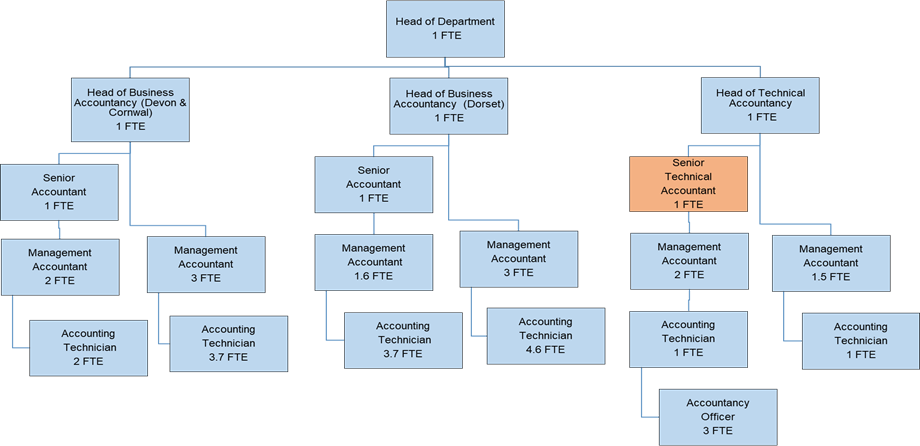 Head of Department
1 FTE
Head of Business
Accountancy (Devon &
Cornwal)
1 FTE
Head of Business
Accountancy (Dorset)
1 FTE
Head of Technical
Accountancy
1 FTE
Senior
Accountant
1 FTE
Senior
Accountant
1 FTE
Senior
Technical
Accountant
1 FTE
Management
Accountant
2 FTE
Management
Accountant
3 FTE
Management
Accountant
1.6 FTE
Management
Accountant
3 FTE
Management
Accountant
2 FTE
Management
Accountant
1.5 FTE
Accounting
Technician
2 FTE
Accounting
Technician
3.7 FTE
Accounting
Technician
3.7 FTE
Accounting
Technician
4.6 FTE
Accounting
Technician
1 FTE
Accounting
Technician
1 FTE
Accountancy
Officer
3 FTE